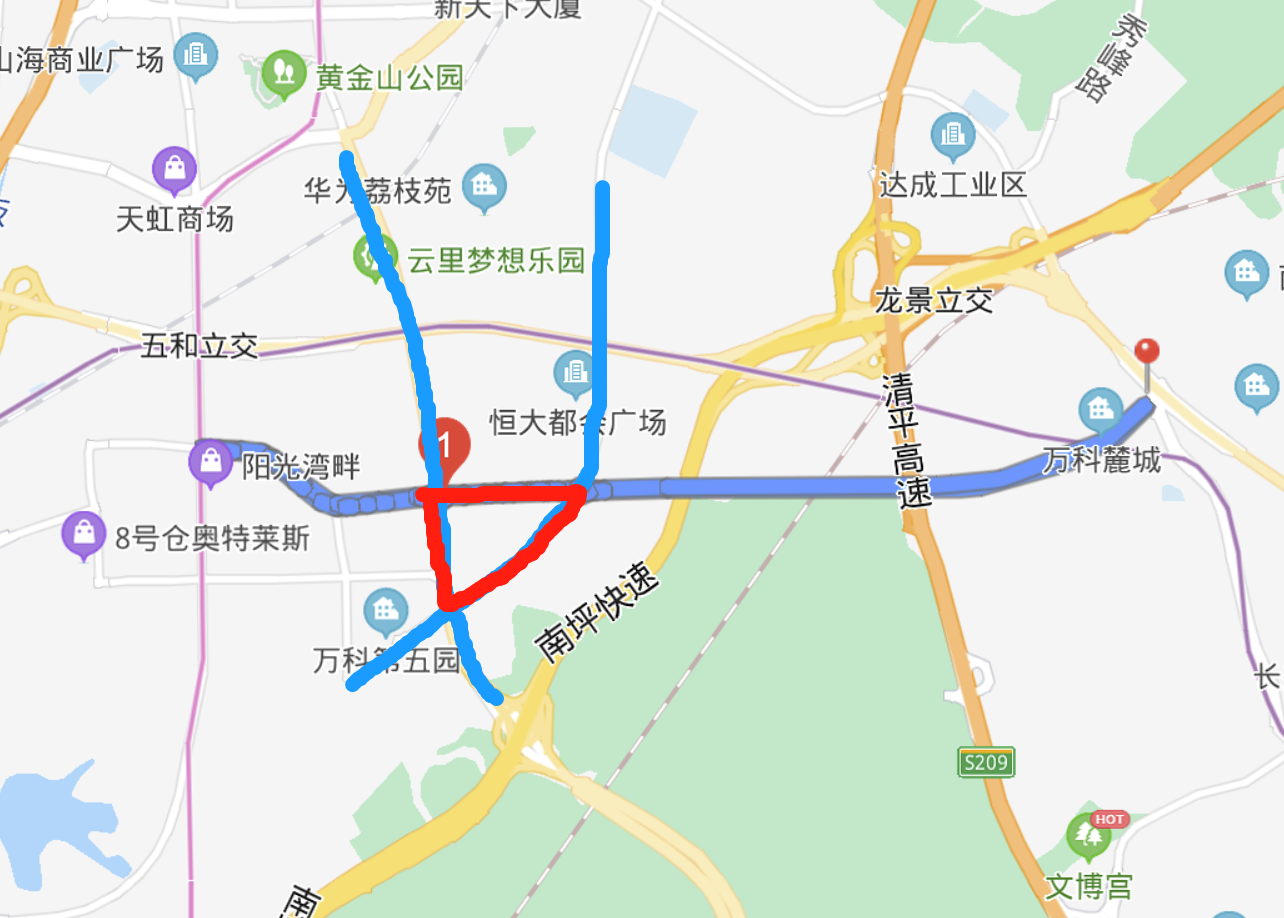 新天下大厦
山海商业广场
黄金山公园
秀峰路
达成工业区
华为荔枝苑
天虹商场
云里梦想乐园
龙景立交
五和立交
清平高速
1
恒大都会广场
阳光湾畔
万科麓城
8号仓奥特莱斯
南坪快速
万科第五园
长
S209
HOT
文博宫
南